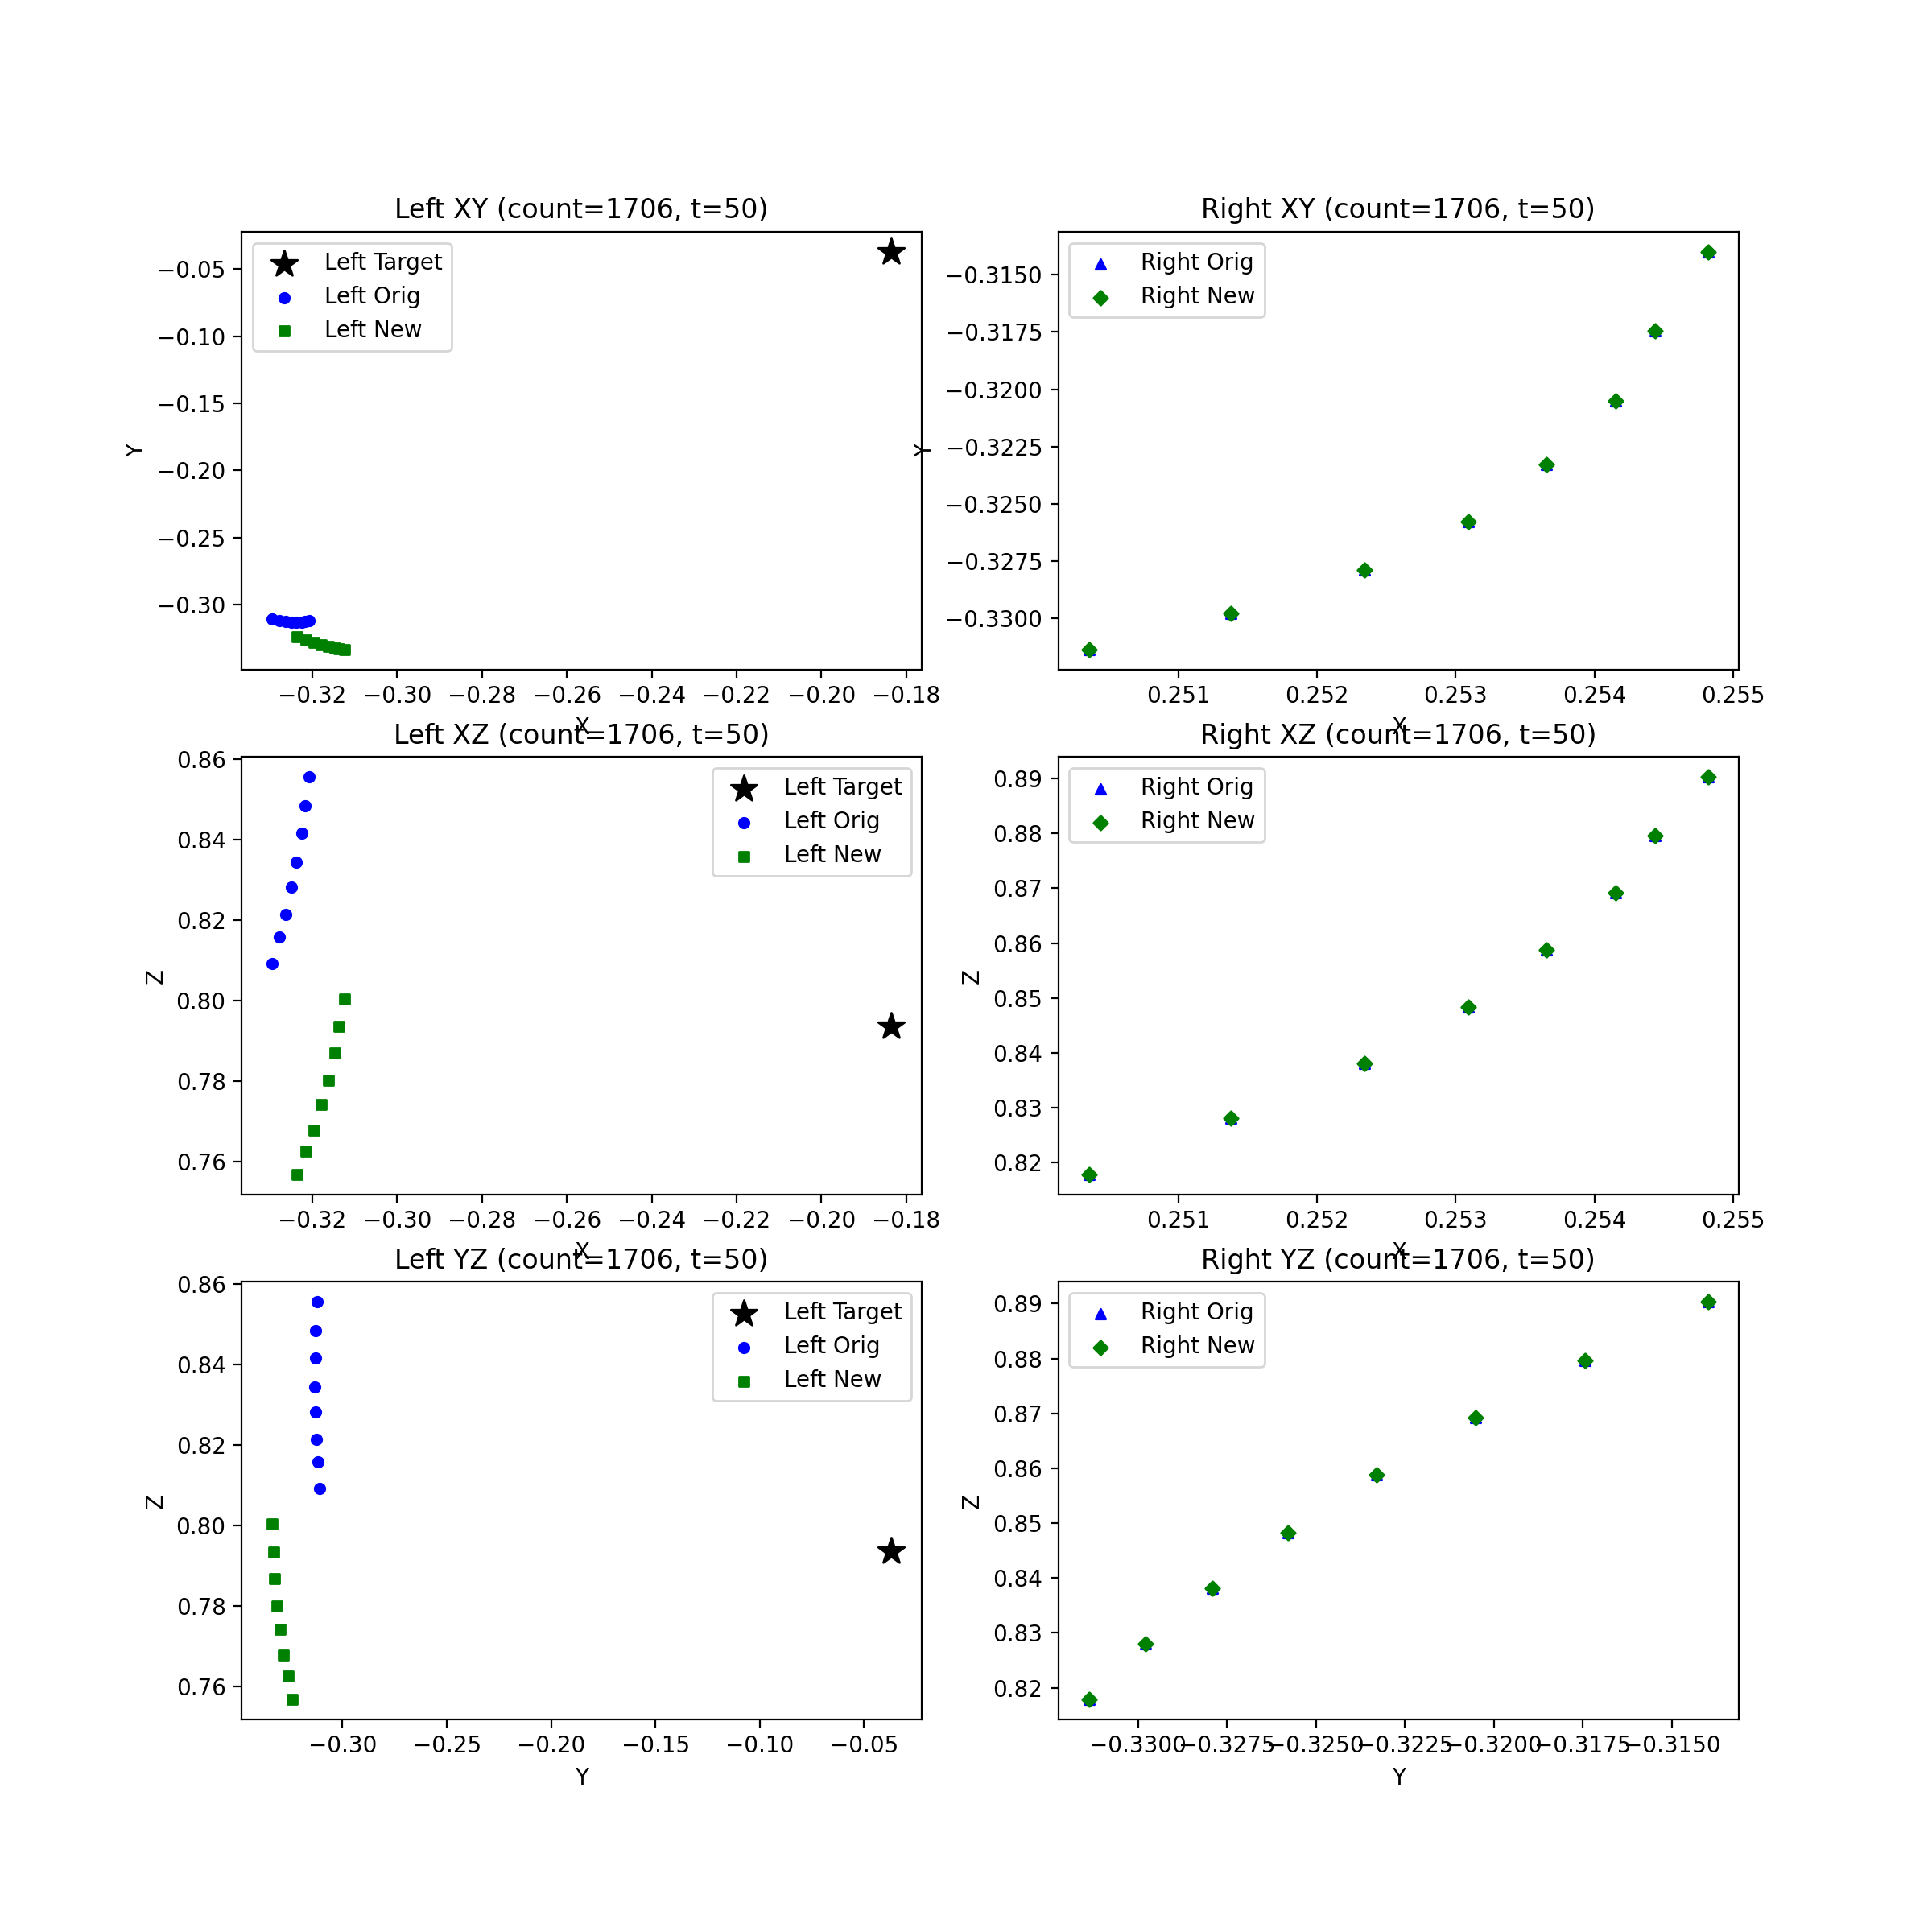 Left XY (count=1706, t=50)
Left Target
Left Orig
Left New
Y
−0.05
−0.10
−0.15
−0.20
−0.25
−0.30
−0.32
−0.30
−0.28
−0.26
−0.24
−0.22
−0.20
−0.18
X
Right XY (count=1706, t=50)
Right Orig
Right New
Y
−0.3150
−0.3175
−0.3200
−0.3225
−0.3250
−0.3275
−0.3300
0.251
0.252
0.253
0.254
0.255
X
Left XZ (count=1706, t=50)
Left Target
Left Orig
Left New
Z
0.86
0.84
0.82
0.80
0.78
0.76
−0.32
−0.30
−0.28
−0.26
−0.24
−0.22
−0.20
−0.18
X
Right XZ (count=1706, t=50)
Right Orig
Right New
Z
0.89
0.88
0.87
0.86
0.85
0.84
0.83
0.82
0.251
0.252
0.253
0.254
0.255
X
Left YZ (count=1706, t=50)
Left Target
Left Orig
Left New
Z
0.86
0.84
0.82
0.80
0.78
0.76
−0.30
−0.25
−0.20
−0.15
−0.10
−0.05
Y
Right YZ (count=1706, t=50)
Right Orig
Right New
Z
0.89
0.88
0.87
0.86
0.85
0.84
0.83
0.82
−0.3300
−0.3275
−0.3250
−0.3225
−0.3200
−0.3175
−0.3150
Y